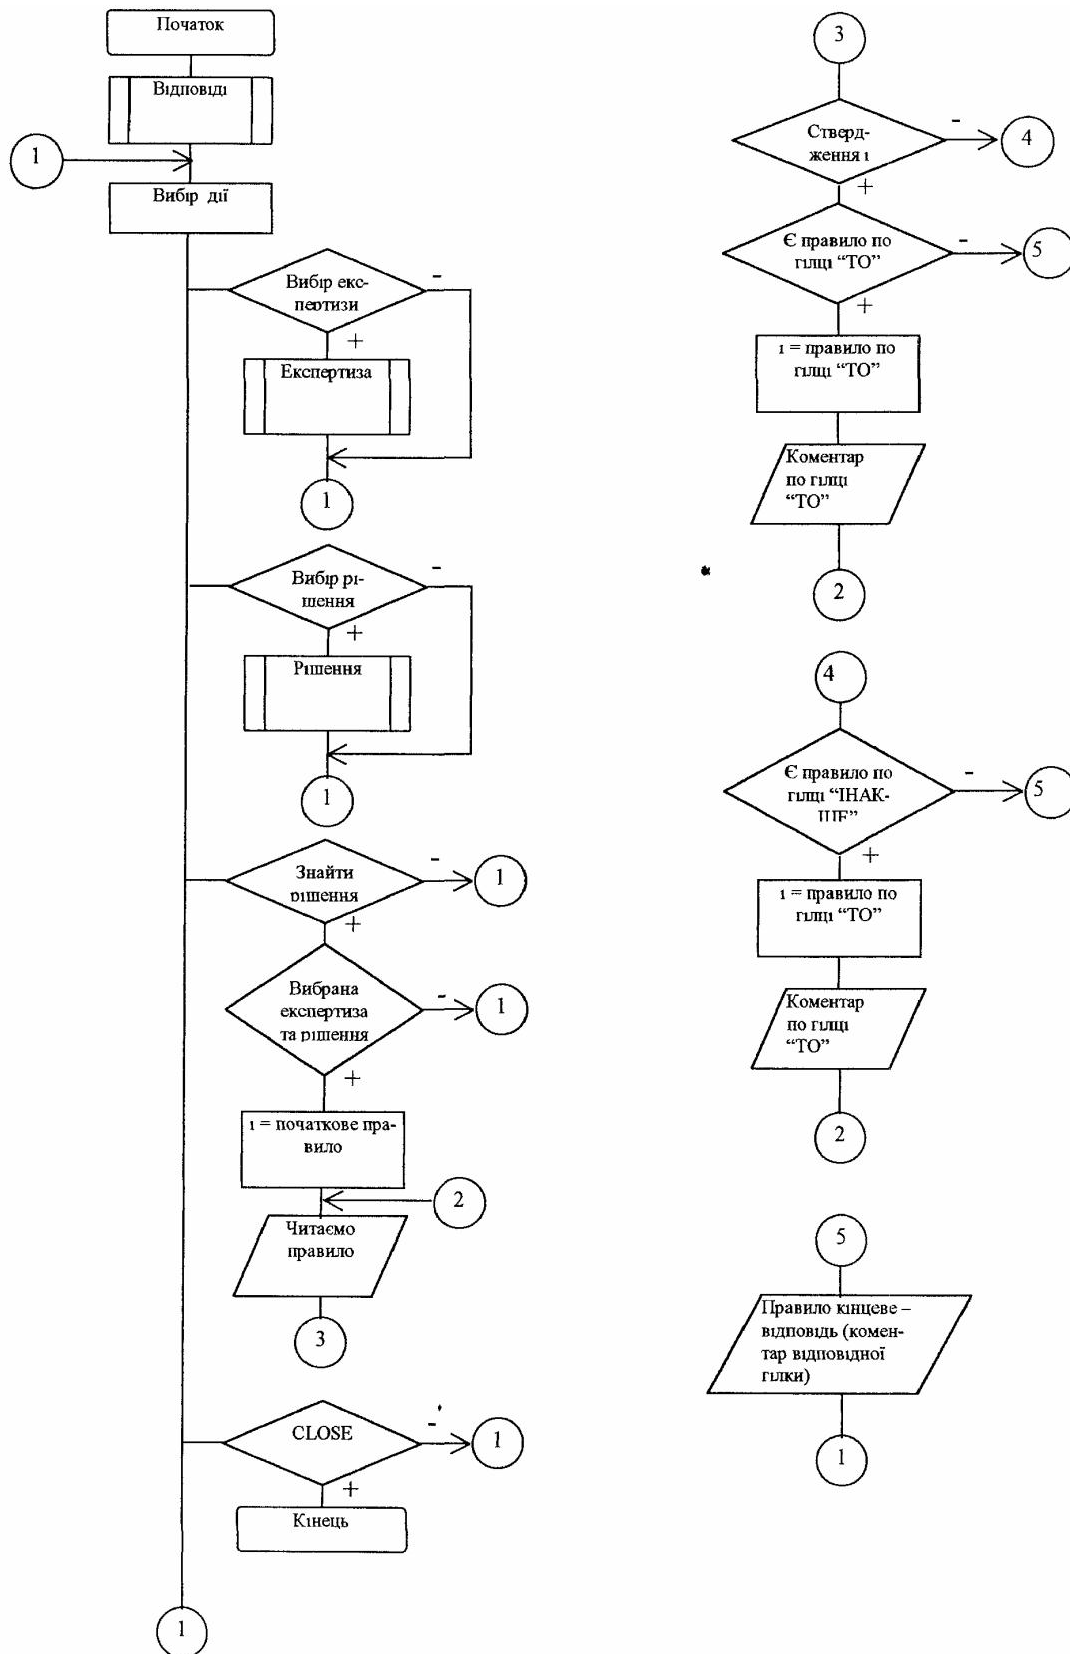 Початок
Відповіді
1
Вибір дії
Вибір екс-
пертизи
-
+
Експертиза
1
Вибір рі-
шення
-
+
Рішення
1
Знайти
рішення
-
1
+
Вибрана
експертиза
та рішення
-
1
+
ı = початкове пра-
вило
2
Читаємо
правило
3
CLOSE
-
1
+
Кінець
1
3
Стверд-
ження ı
-
4
+
Є правило по
гілці “ТО”
-
5
+
ı = правило по
гілці “ТО”
Коментар
по гілці
“ТО”
2
4
Є правило по
гілці “ІНАК-
ШЕ”
-
5
+
ı = правило по
гілці “ТО”
Коментар
по гілці
“ТО”
2
5
Правило кінцеве –
відповідь (комен-
тар відповідної
гілки)
1